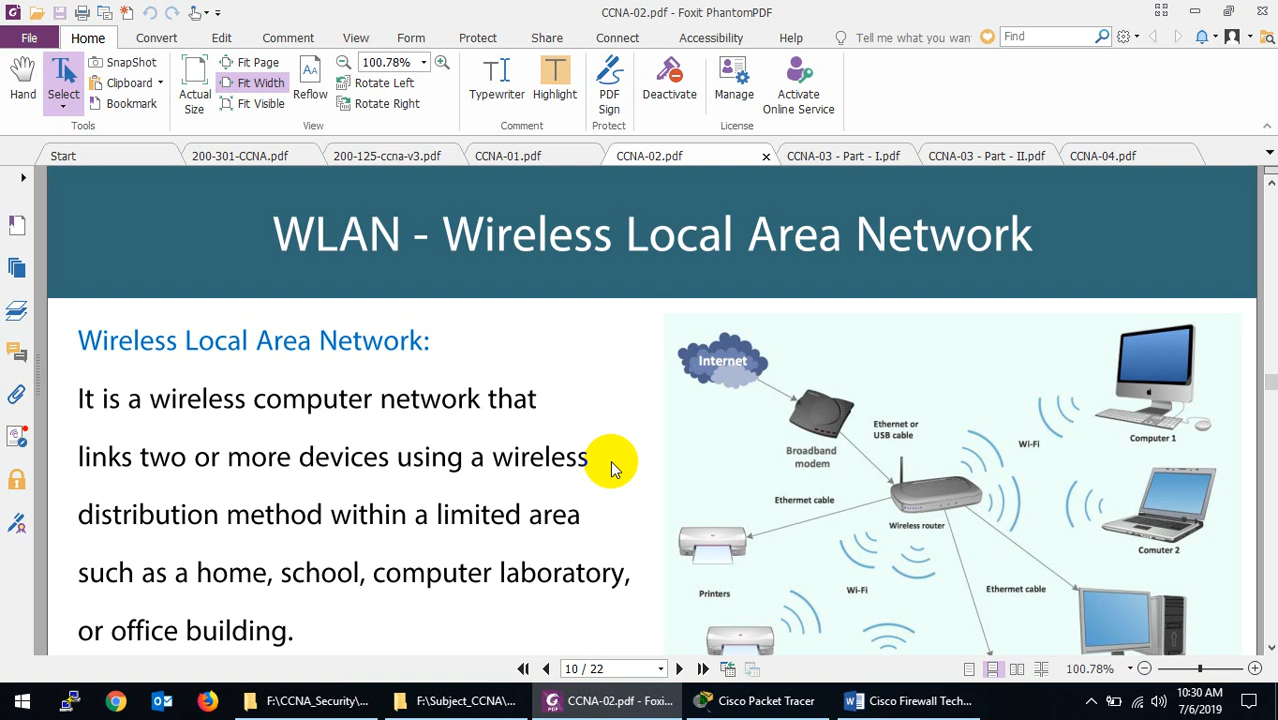 CCNA-02.pdf - Foxit PhantomPDF
File Home Convert Edit Comment View Form Protect Share Connect Accessibility Help Tell me what you want Find
Hand
Select
SnapShot
Clipboard
Bookmark
Tools
Actual Size
Fit Page
Fit Width
Fit Visible
Reflow
100.78%
Rotate Left
Rotate Right
View
Typewriter
Highlight
Comment
PDF Sign
Protect
Deactivate
Manage
Activate Online Service
License
Start 200-301-CCNA.pdf 200-125-ccna-v3.pdf CCNA-01.pdf CCNA-02.pdf CCNA-03 - Part - I.pdf CCNA-03 - Part - II.pdf CCNA-04.pdf
WLAN - Wireless Local Area Network
Wireless Local Area Network:
It is a wireless computer network that
links two or more devices using a wireless
distribution method within a limited area
such as a home, school, computer laboratory,
or office building.
Internet
Broadband
modem
Ethernet or
USB cable
Wi-Fi
Computer 1
Ethermet cable
Wireless router
Comuter 2
Printers
Wi-Fi
Ethermet cable
10 / 22
100.78%
F:\CCNA_Security\... F:\Subject_CCNA\... CCNA-02.pdf - Foxi... Cisco Packet Tracer Cisco Firewall Tech...
10:30 AM
7/6/2019